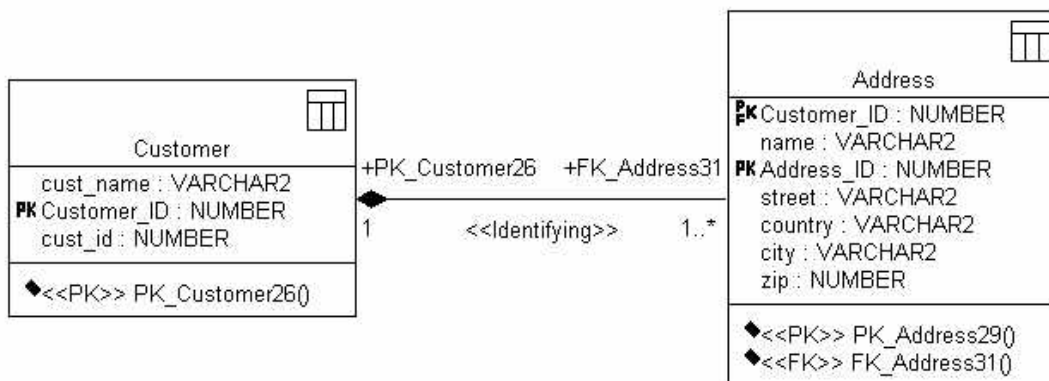 Customer
cust_name : VARCHAR2
PK Customer_ID : NUMBER
cust_id : NUMBER
<<PK>> PK_Customer26()
+PK_Customer26
+FK_Address31
1
<<Identifying>>
1..*
Address
PFK Customer_ID : NUMBER
name : VARCHAR2
PK Address_ID : NUMBER
street : VARCHAR2
country : VARCHAR2
city : VARCHAR2
zip : NUMBER
<<PK>> PK_Address29()
<<FK>> FK_Address31()